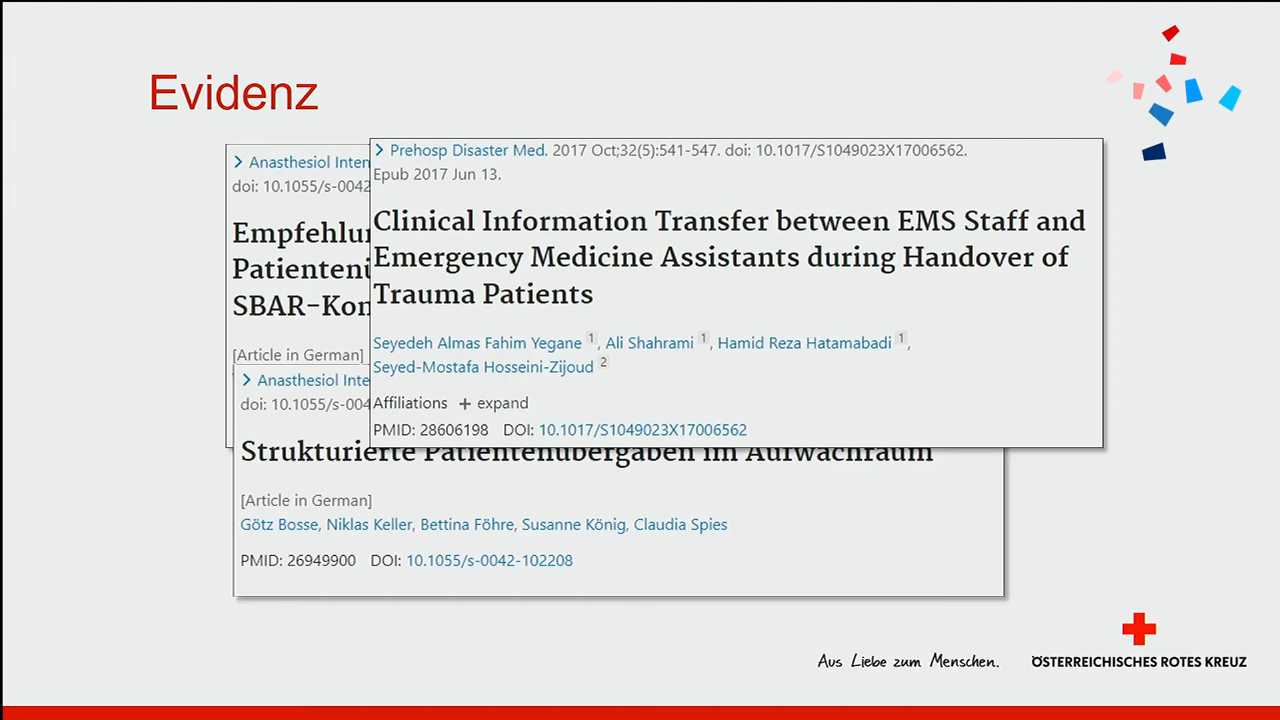 Evidenz
> Anasthesiol Inten
doi: 10.1055/s-0042
Patientenü
SBAR-Kon
[Article in German]
> Prehosp Disaster Med. 2017 Oct;32(5):541-547. doi: 10.1017/S1049023X17006562.
Epub 2017 Jun 13.
Clinical Information Transfer between EMS Staff and
Emergency Medicine Assistants during Handover of
Trauma Patients
Seyedeh Almas Fahim Yegane 1, Ali Shahrami 1, Hamid Reza Hatamabadi 1,
Seyed-Mostafa Hosseini-Zijoud 2
Affiliations + expand
PMID: 28606198 DOI: 10.1017/S1049023X17006562
> Anasthesiol Inte
doi: 10.1055/s-004
Strukturierte Patientenübergaben im Aufwachraum
[Article in German]
Götz Bosse, Niklas Keller, Bettina Föhre, Susanne König, Claudia Spies
PMID: 26949900 DOI: 10.1055/s-0042-102208
Aus Liebe zum Menschen.
ÖSTERREICHISCHES ROTES KREUZ